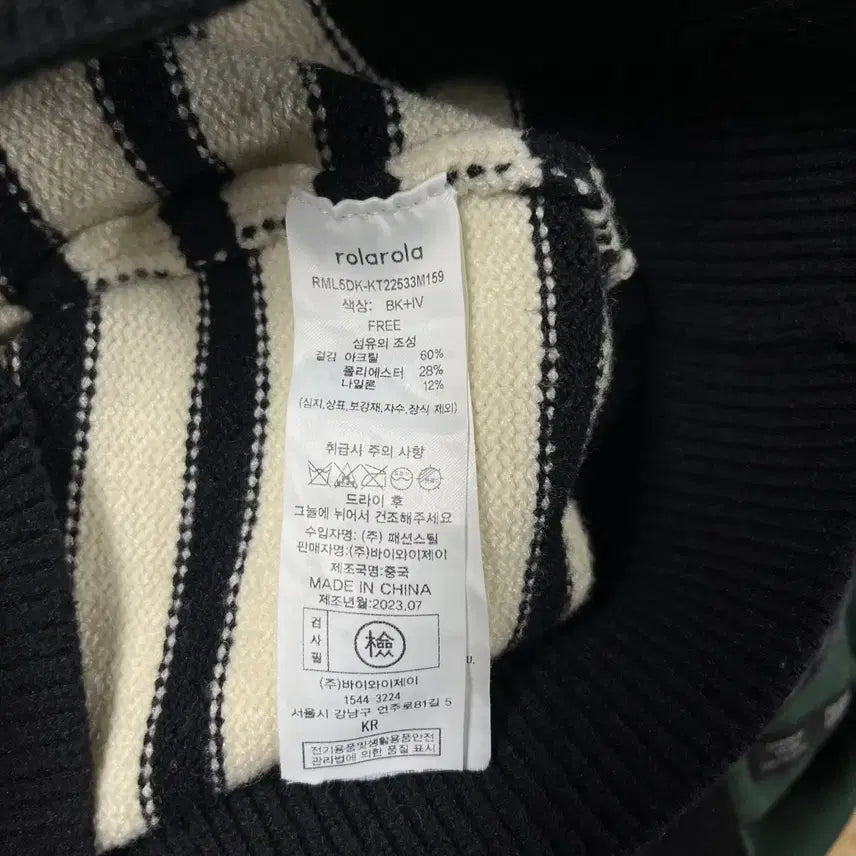 rolarola
RML5DK-KT22533M159
색상: BK+IV
FREE
섬유의 조성
겉감 아크릴 60%
폴리에스터 28%
나일론 12%
(심지,상표,보강재,자수,장식 제외)
취급시 주의 사항
드라이 후
그늘에 뉘어서 건조해주세요
수입자명: (주) 패션스틸
판매자명:(주)바이와이제이
제조국명:중국
MADE IN CHINA
제조년월:2023.07
검사필
檢
U.
(주)바이와이제이
1544-3224
서울시 강남구 언주로81길 5
KR
전기용품및생활용품안전
관리법에 의한 품질 표시